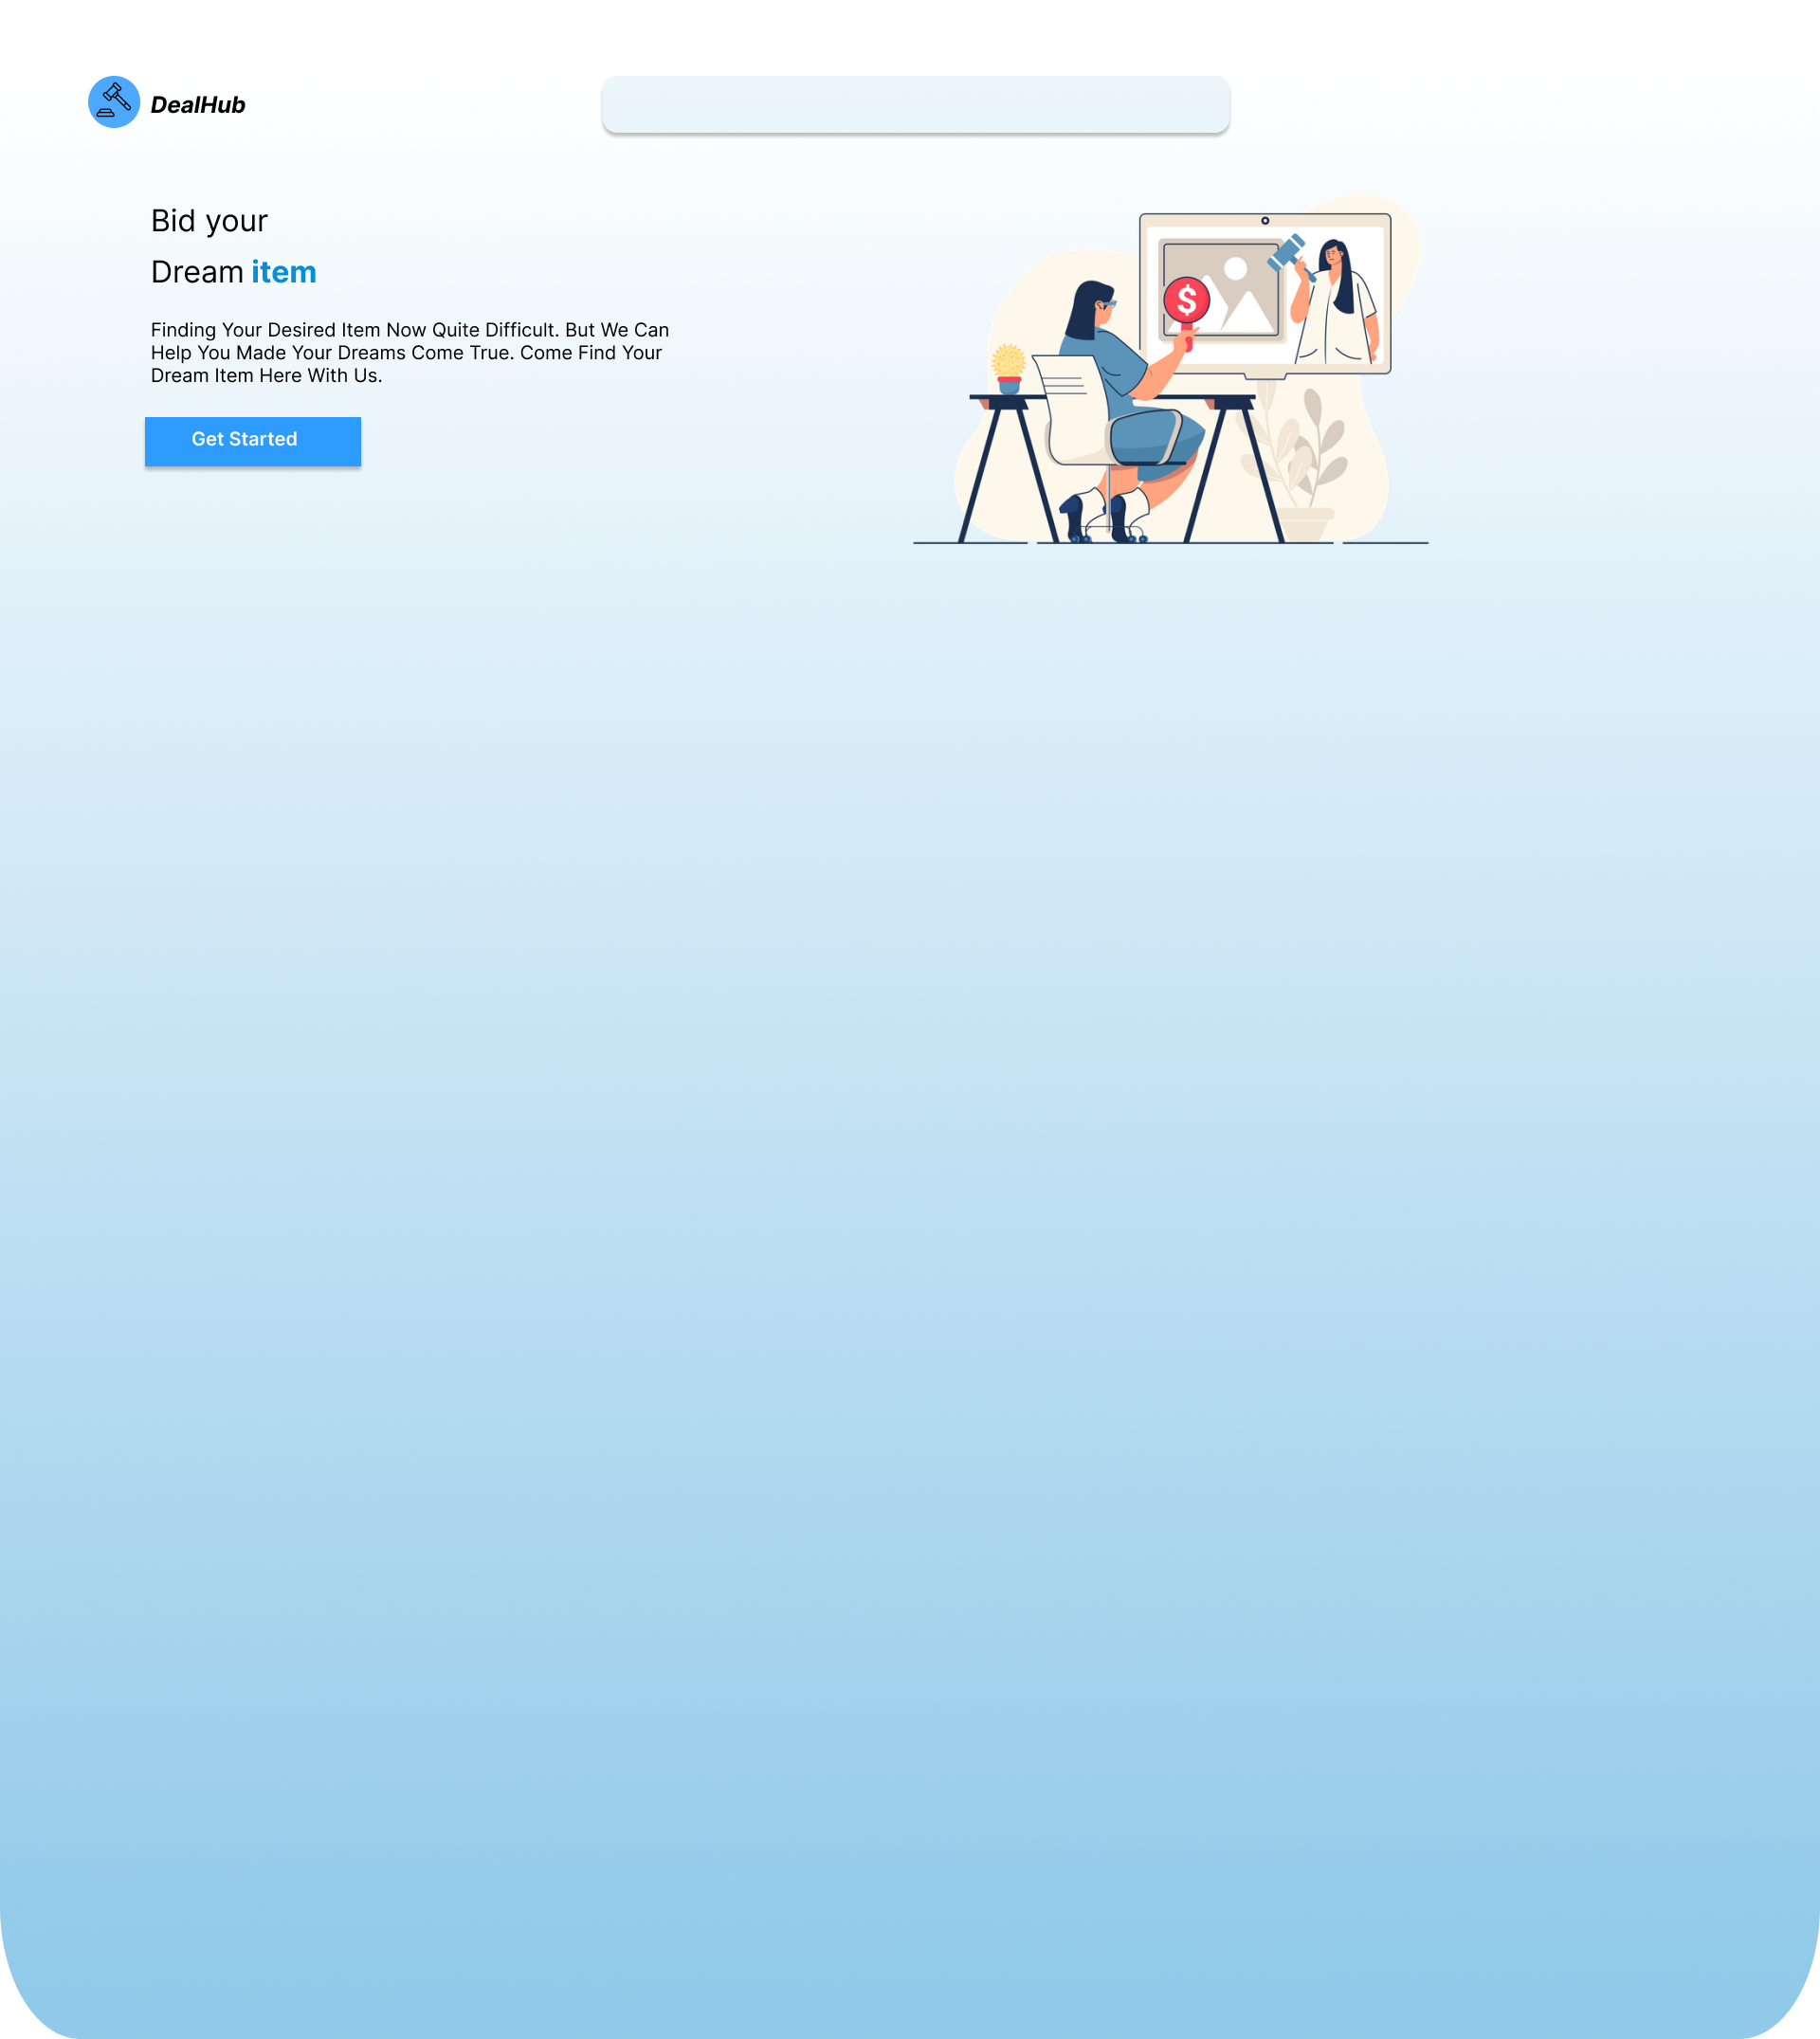 DealHub
Bid your
Dream item
Finding Your Desired Item Now Quite Difficult. But We Can
Help You Made Your Dreams Come True. Come Find Your
Dream Item Here With Us.
Get Started
$